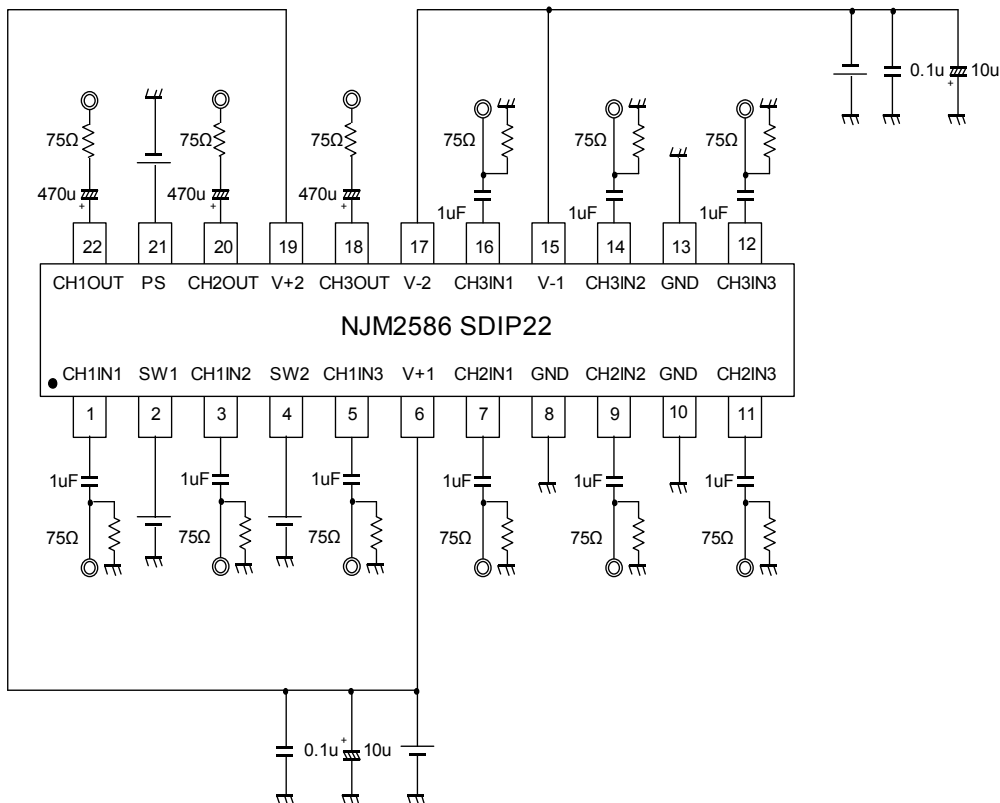 0.1u + 10u
75Ω 75Ω 75Ω 75Ω 75Ω 75Ω
470u + 470u + 470u + 1uF 1uF 1uF
22 21 20 19 18 17 16 15 14 13 12
CH1OUT PS CH2OUT V+2 CH3OUT V-2 CH3IN1 V-1 CH3IN2 GND CH3IN3
NJM2586 SDIP22
CH1IN1 SW1 CH1IN2 SW2 CH1IN3 V+1 CH2IN1 GND CH2IN2 GND CH2IN3
1 2 3 4 5 6 7 8 9 10 11
1uF 1uF 1uF 1uF 1uF 1uF
75Ω 75Ω 75Ω 75Ω 75Ω 75Ω
0.1u + 10u